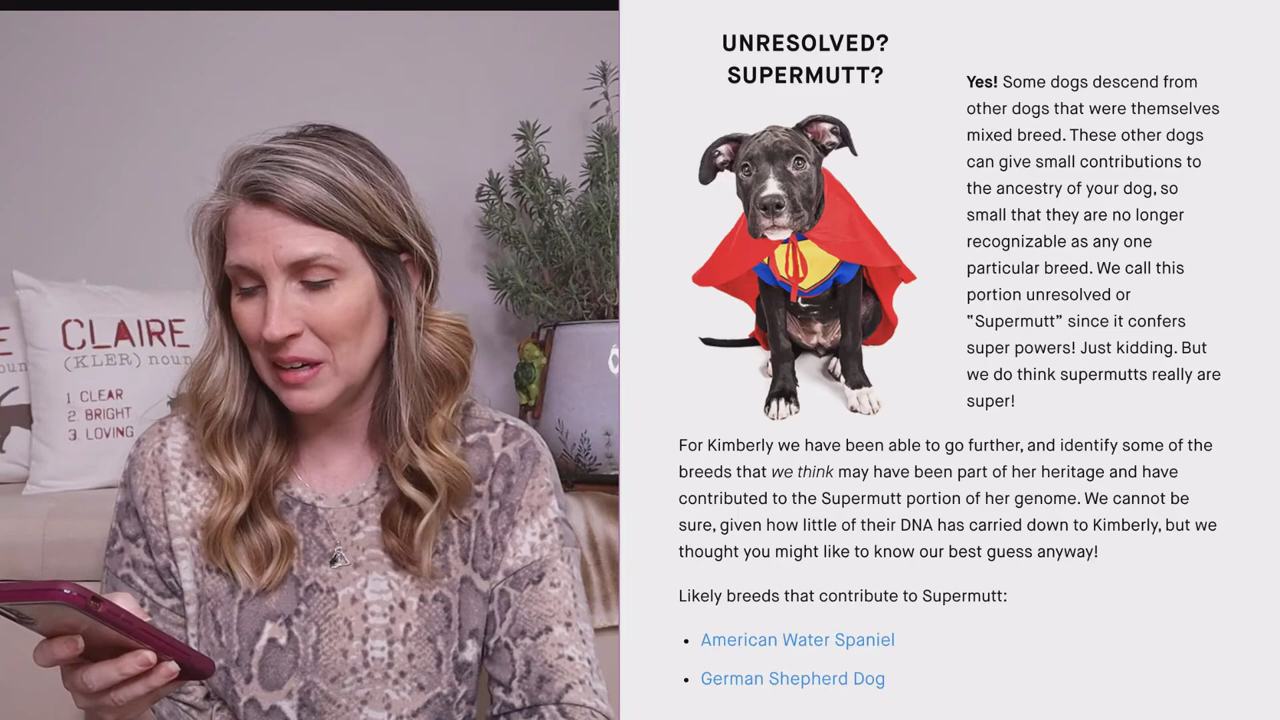 E
oun
CLAIRE
(KLER) noun
1. CLEAR
2. BRIGHT
3. LOVING
UNRESOLVED?
SUPERMUTT?
Yes! Some dogs descend from
other dogs that were themselves
mixed breed. These other dogs
can give small contributions to
the ancestry of your dog, so
small that they are no longer
recognizable as any one
particular breed. We call this
portion unresolved or
"Supermutt" since it confers
super powers! Just kidding. But
we do think supermutts really are
super!
For Kimberly we have been able to go further, and identify some of the
breeds that we think may have been part of her heritage and have
contributed to the Supermutt portion of her genome. We cannot be
sure, given how little of their DNA has carried down to Kimberly, but we
thought you might like to know our best guess anyway!
Likely breeds that contribute to Supermutt:
• American Water Spaniel
• German Shepherd Dog